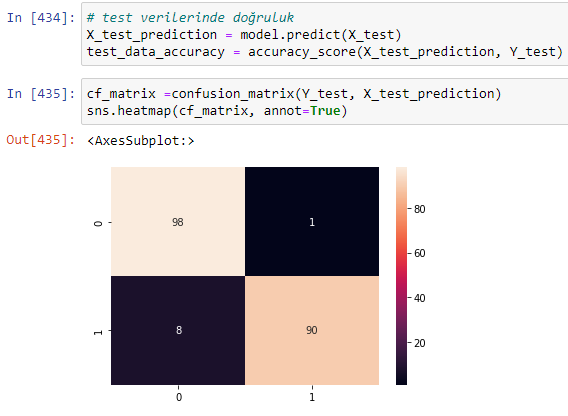 In [434]: # test verilerinde doğruluk
X_test_prediction = model.predict(X_test)
test_data_accuracy = accuracy_score(X_test_prediction, Y_test)
In [435]: cf_matrix =confusion_matrix(Y_test, X_test_prediction)
sns.heatmap(cf_matrix, annot=True)
Out[435]: <AxesSubplot:>
98 1
0
80
60
8 90
1
40
20
0 1